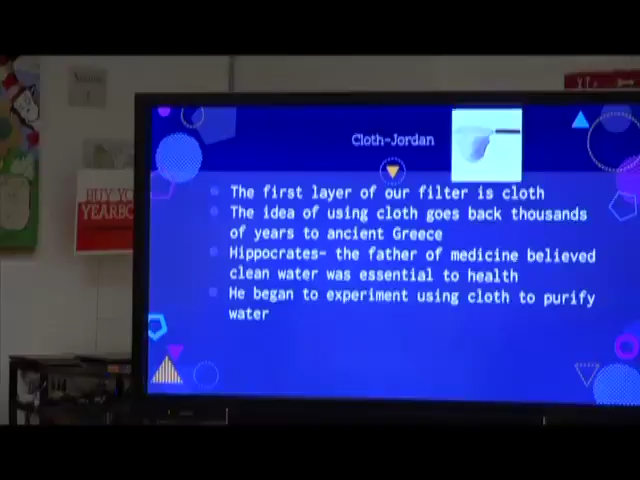 Cloth-Jordan
The first layer of our filter is cloth
The idea of using cloth goes back thousands
of years to ancient Greece
Hippocrates- the father of medicine believed
clean water was essential to health
He began to experiment using cloth to purify
water
BUY YO
YEARBO